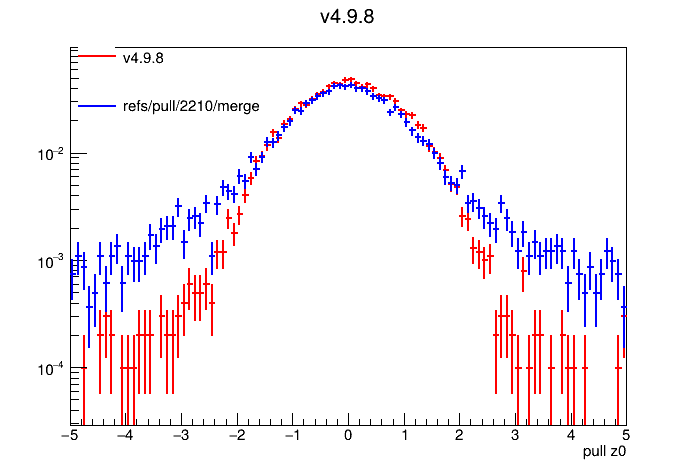 v4.9.8
v4.9.8
refs/pull/2210/merge
10⁻²
10⁻³
10⁻⁴
−5 −4 −3 −2 −1 0 1 2 3 4 5
pull z0